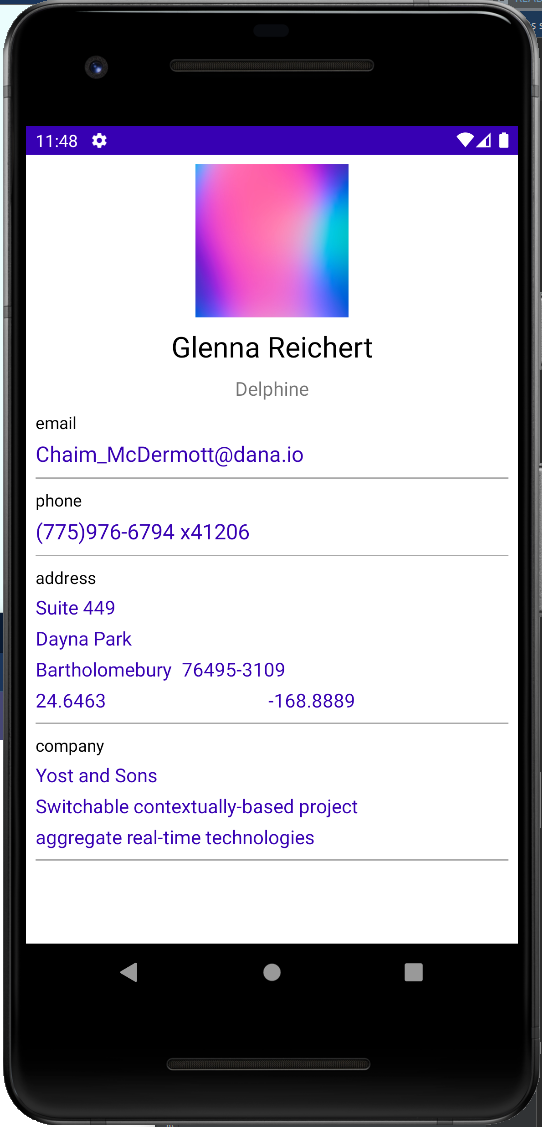 11:48
Glenna Reichert
Delphine
email
Chaim_McDermott@dana.io
phone
(775)976-6794 x41206
address
Suite 449
Dayna Park
Bartholomebury 76495-3109
24.6463 -168.8889
company
Yost and Sons
Switchable contextually-based project
aggregate real-time technologies